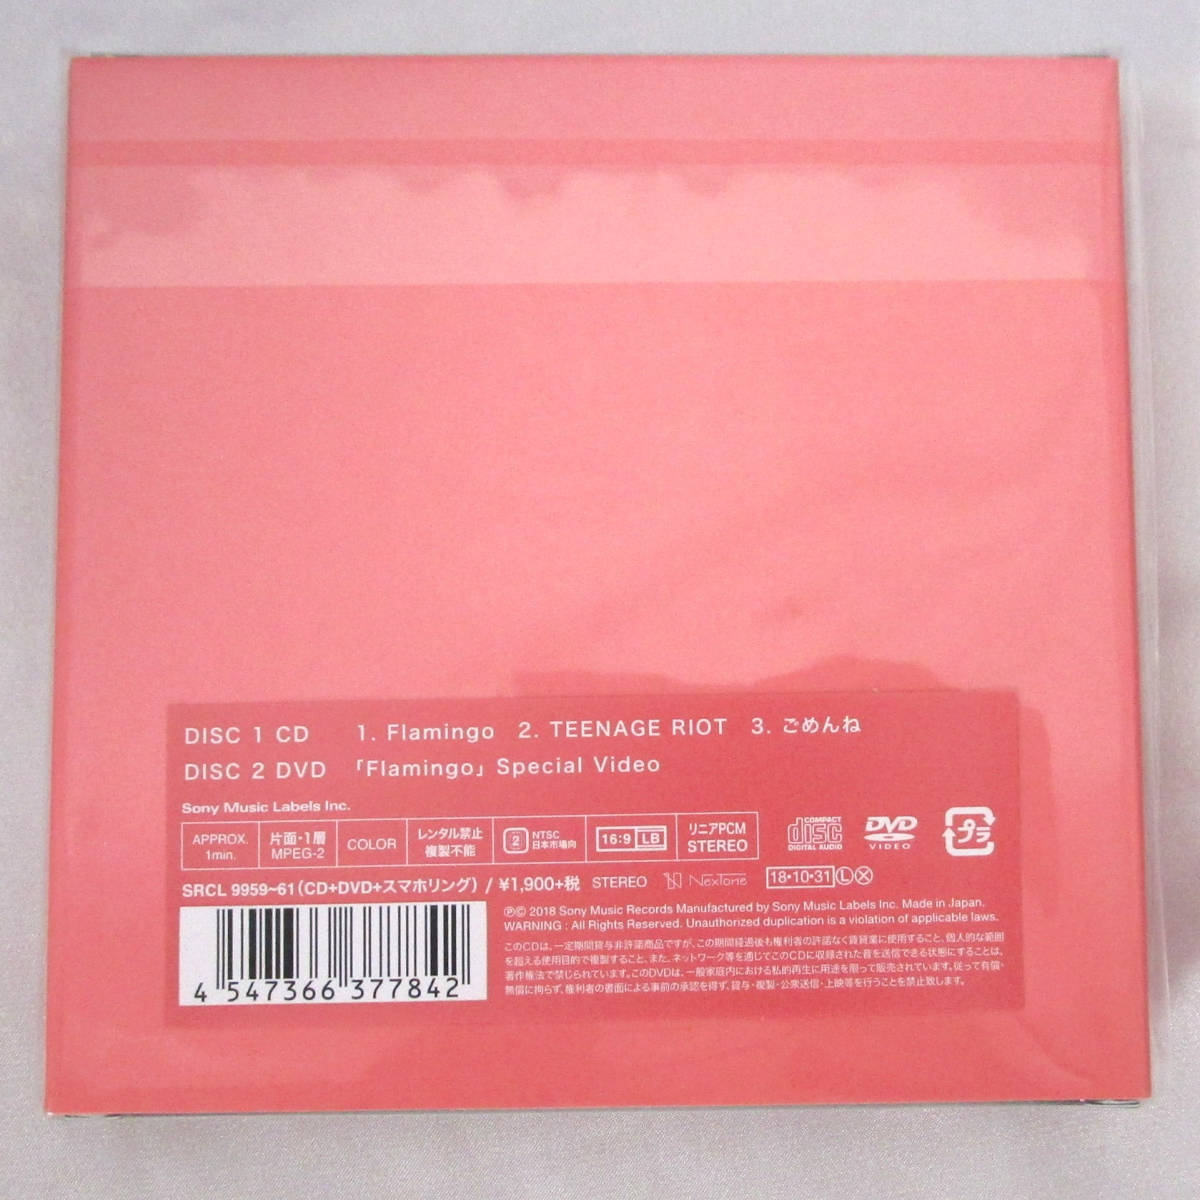 DISC 1 CD 1. Flamingo 2. TEENAGE RIOT 3. ごめんね
DISC 2 DVD 「Flamingo」Special Video
Sony Music Labels Inc.
APPROX. 1min.
片面・1層 MPEG-2
COLOR
レンタル禁止 複製不能
2 NTSC 日本市場向
16:9 LB
リニアPCM STEREO
COMPACT disc DIGITAL AUDIO
DVD VIDEO
プラ
SRCL 9959~61(CD+DVD+スマホリング) / ¥1,900+税 STEREO NexTone 18・10・31 L X
℗© 2018 Sony Music Records Manufactured by Sony Music Labels Inc. Made in Japan.
WARNING : All Rights Reserved. Unauthorized duplication is a violation of applicable laws.
このCDは、一定期間貸与非許諾商品ですが、この期間経過後も権利者の許諾なく賃貸業に使用すること、個人的な範囲
を超える使用目的で複製すること、また、ネットワーク等を通じてこのCDに収録された音を送信できる状態にすることは、
著作権法で禁じられています。このDVDは、一般家庭内における私的再生に用途を限って販売されています。従って有償・
無償に拘らず、権利者の書面による事前の承認を得ず、貸与・複製・公衆送信・上映等を行うことを禁止致します。
4 547366 377842